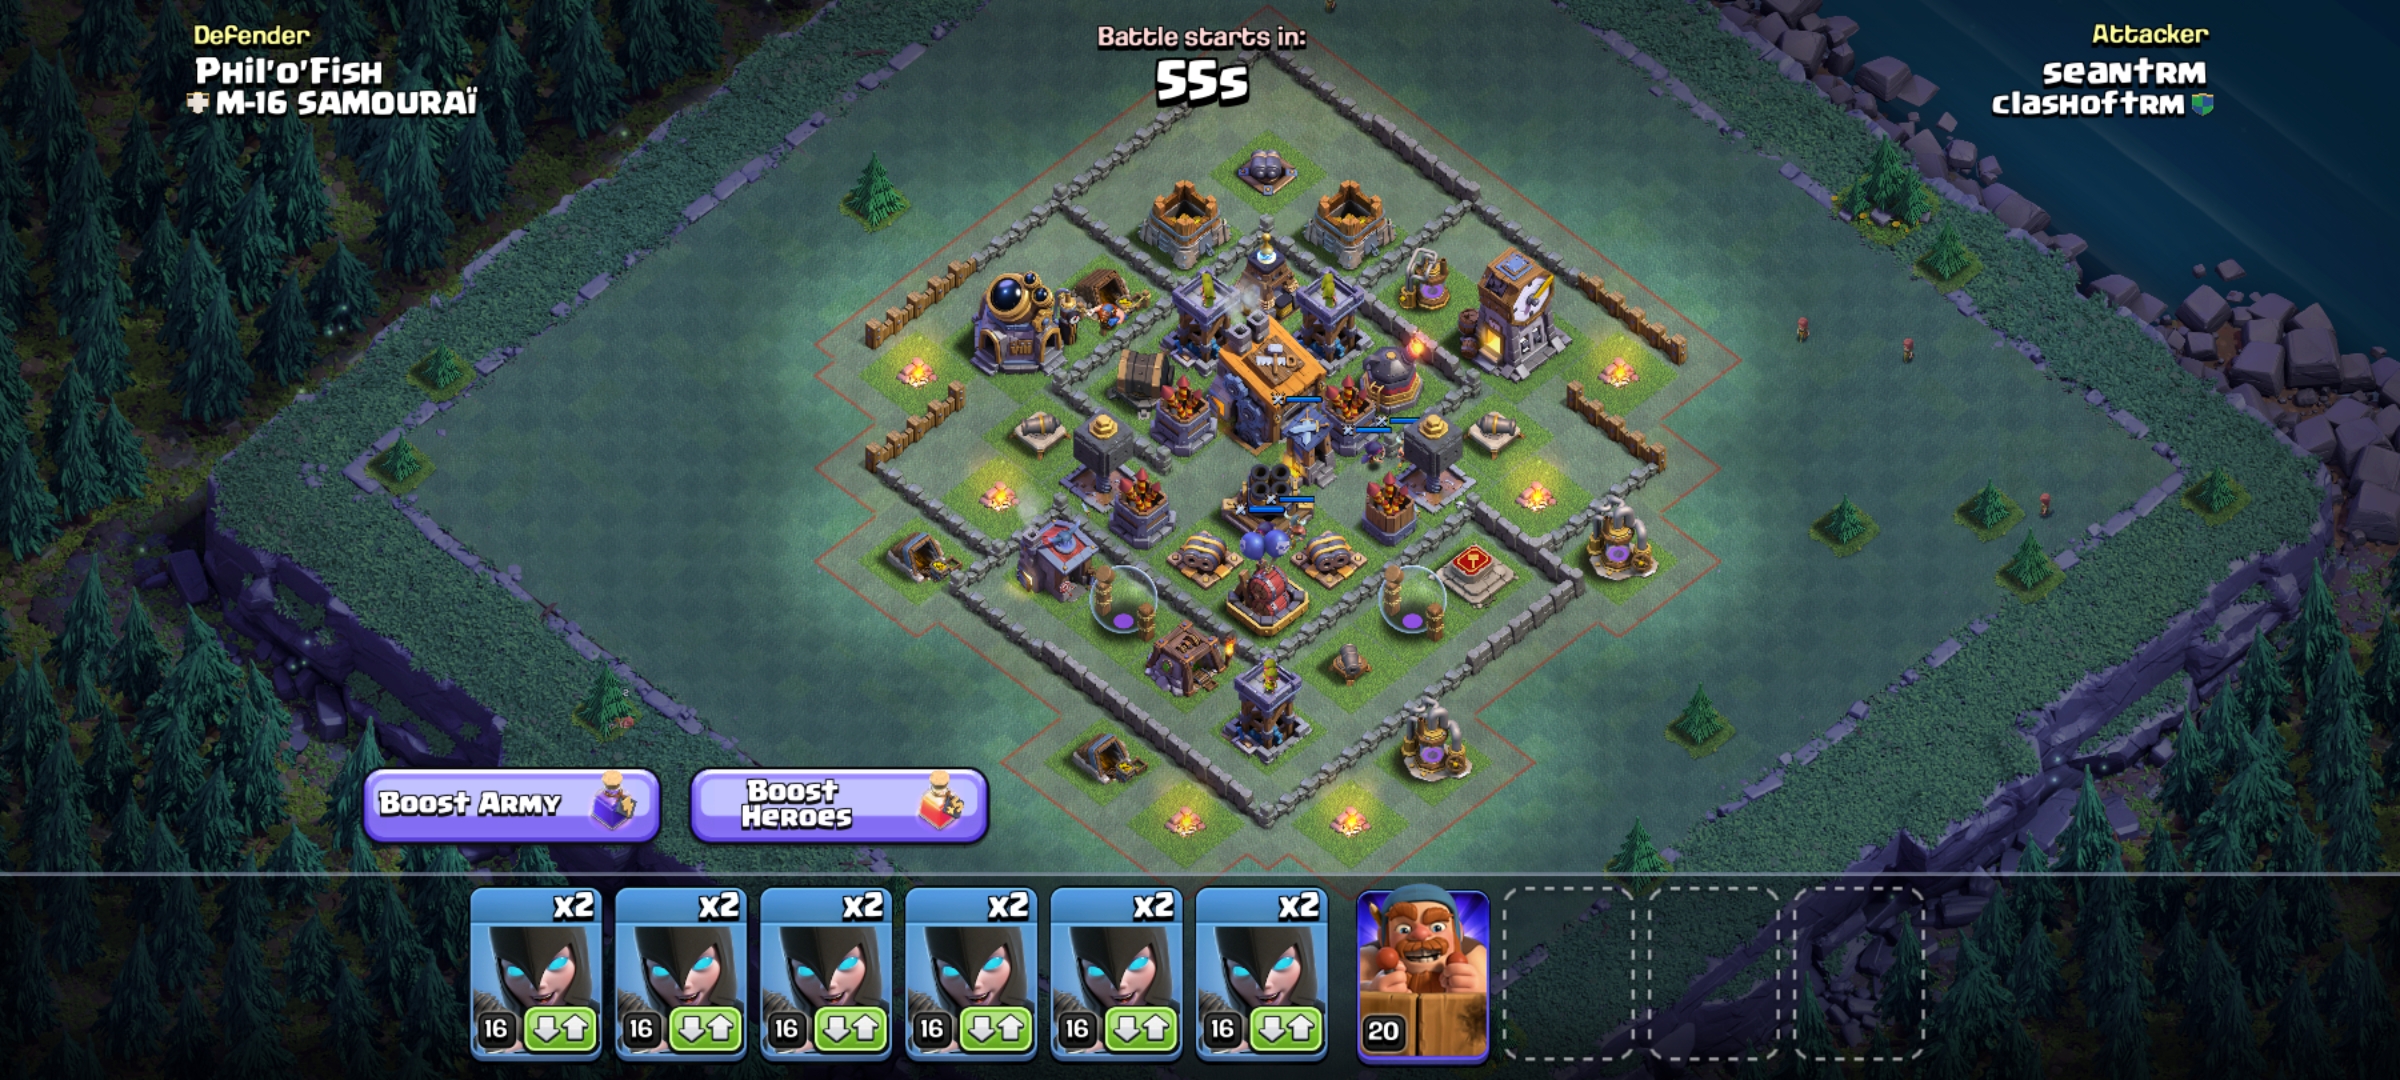 Defender
Phil'o'Fish
M-16 SAMOURAÏ
Battle starts in:
55s
Attacker
seantRM
clashoftRM
Boost Army
Boost Heroes
x2
x2
x2
x2
x2
x2
16
16
16
16
16
16
20